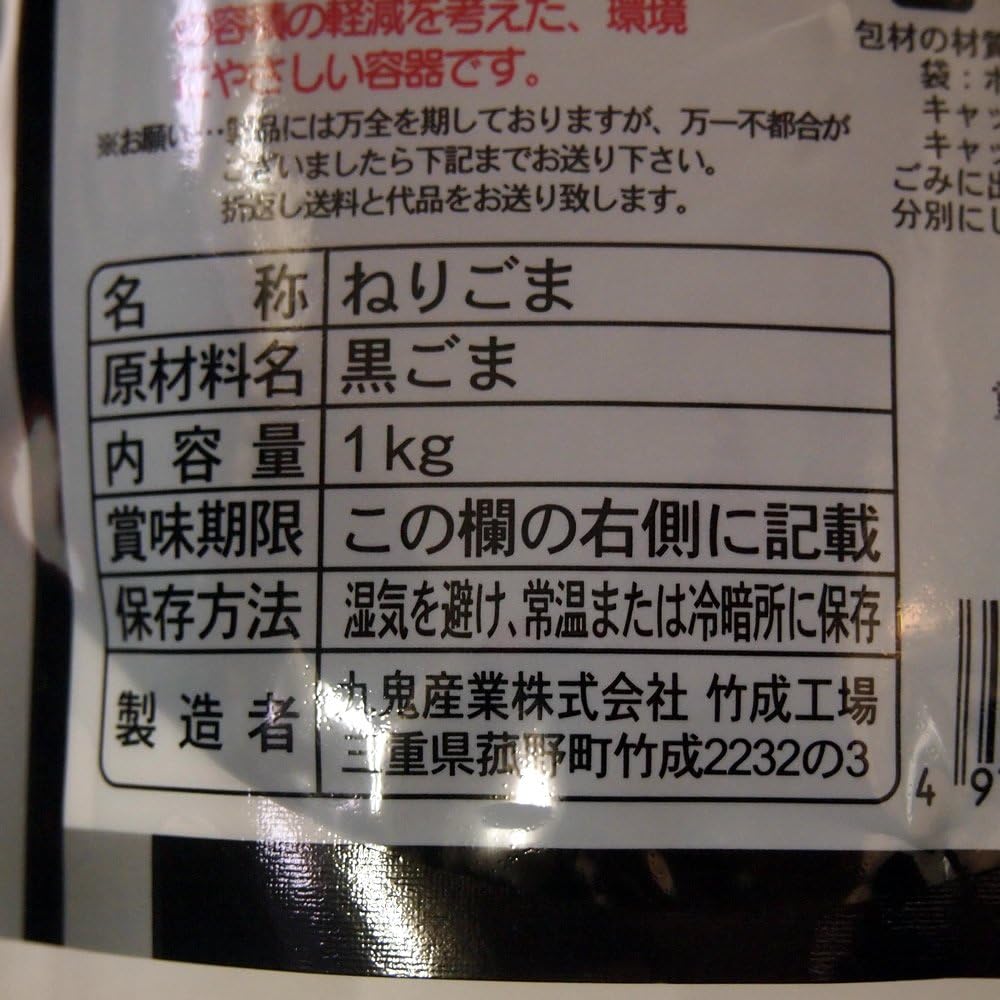 の容積の軽減を考えた、環境
にやさしい容器です。
※お願い…製品には万全を期しておりますが、万一不都合が
ございましたら下記までお送り下さい。
折返し送料と代品をお送り致します。
包材の材質
袋：ポ
キャッ
キャッ
ごみに出
分別にし
名称 ねりごま
原材料名 黒ごま
内容量 1kg
賞味期限 この欄の右側に記載
保存方法 湿気を避け、常温または冷暗所に保存
製造者 九鬼産業株式会社 竹成工場
三重県菰野町竹成2232の3
4 9